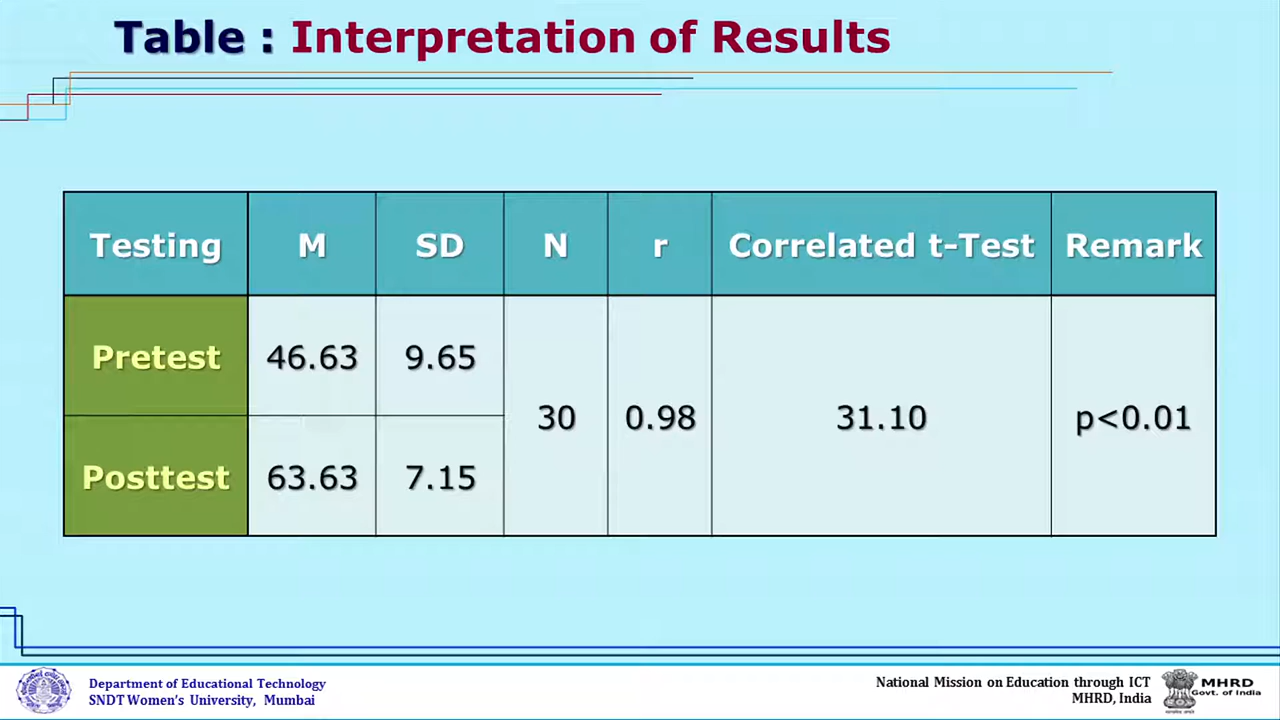 Table : Interpretation of Results
Testing M SD N r Correlated t-Test Remark
Pretest 46.63 9.65
30 0.98 31.10 p<0.01
Posttest 63.63 7.15
Department of Educational Technology
SNDT Women's University, Mumbai
National Mission on Education through ICT
MHRD, India
MHRD
Govt. of India